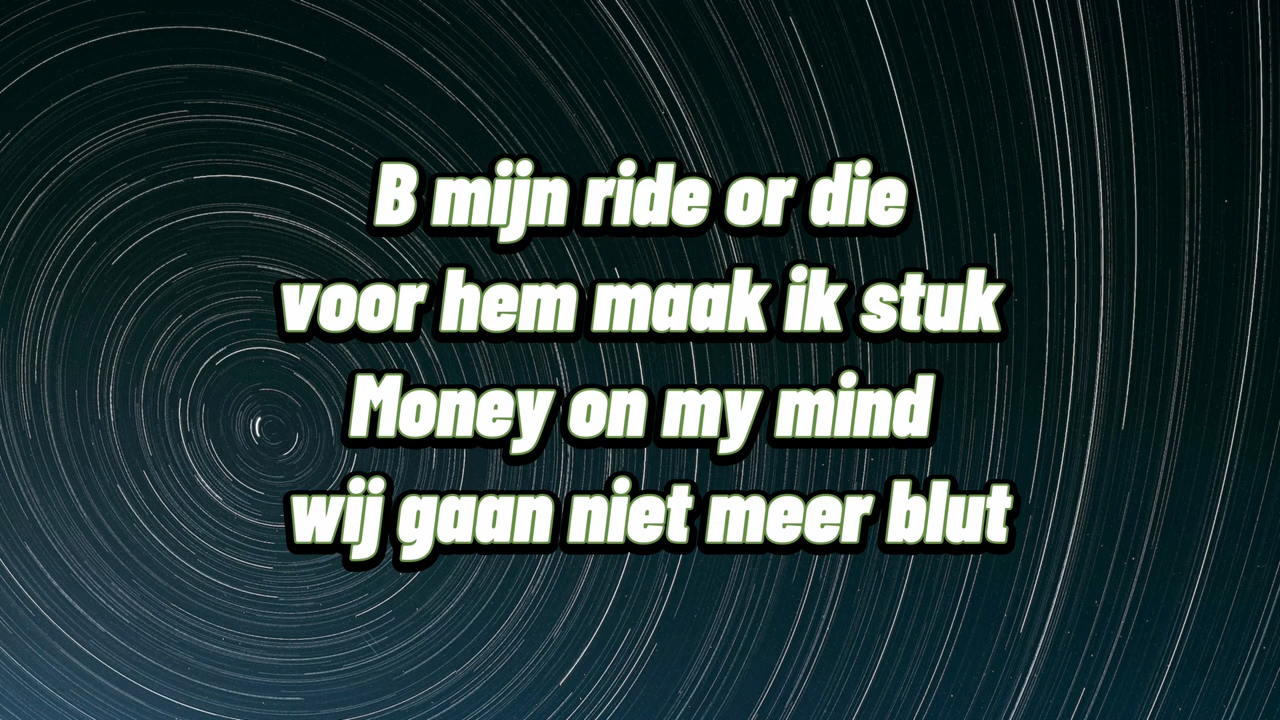 B mijn ride or die
voor hem maak ik stuk
Money on my mind
wij gaan niet meer blut